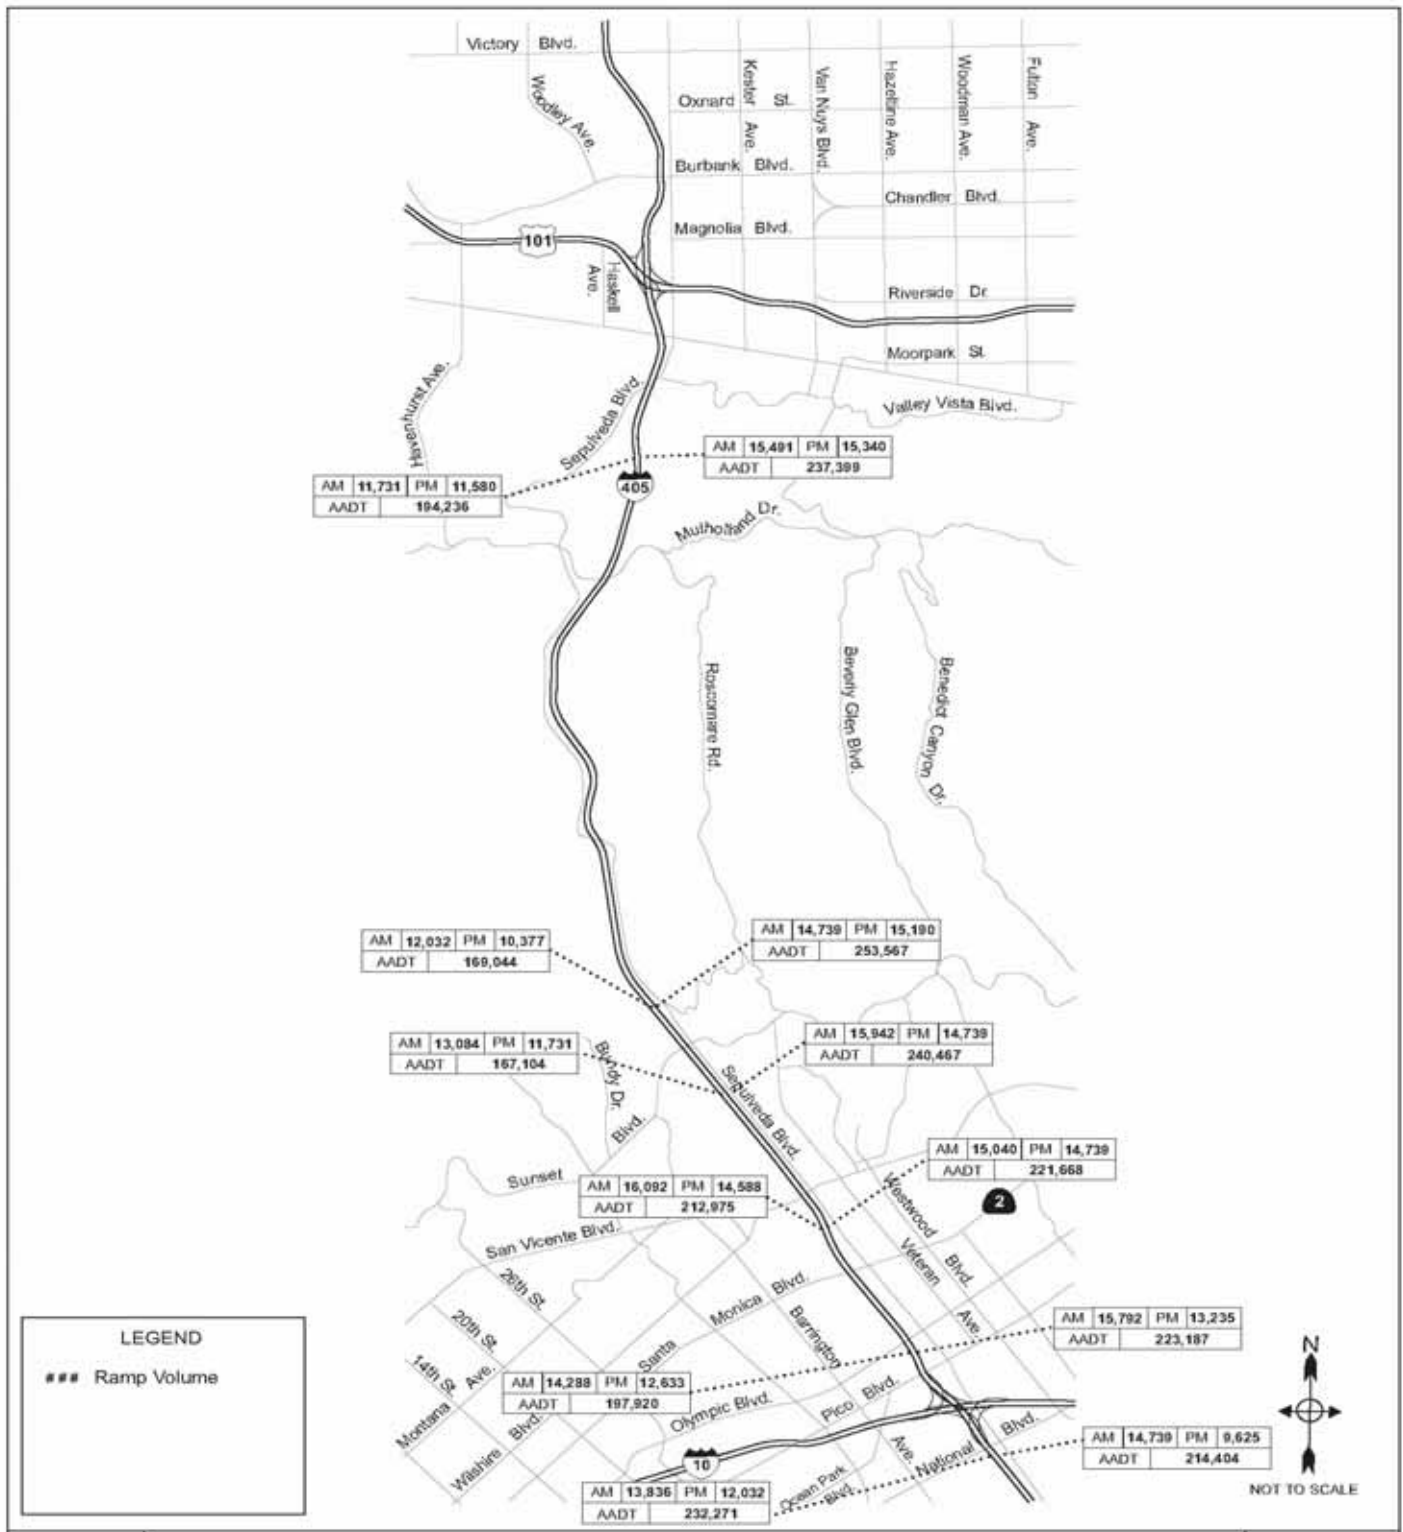 Victory Blvd.
Woodley Ave.
Oxnard St.
Kester Ave.
Van Nuys Blvd.
Hazeltine Ave.
Woodman Ave.
Fulton Ave.
Burbank Blvd.
Chandler Blvd.
Magnolia Blvd.
101
Haskell Ave.
Riverside Dr.
Moorpark St.
Havenhurst Ave.
Sepulveda Blvd.
Valley Vista Blvd.
AM 15,491 PM 15,340
AADT 237,399
AM 11,731 PM 11,580
AADT 194,236
405
Mulholland Dr.
Roscomare Rd.
Beverly Glen Blvd.
Benedict Canyon Dr.
AM 12,032 PM 10,377
AADT 169,044
AM 14,739 PM 15,190
AADT 253,567
AM 13,084 PM 11,731
AADT 167,104
AM 15,942 PM 14,739
AADT 240,467
Bundy Dr.
Sepulveda Blvd.
Sunset Blvd.
AM 16,092 PM 14,588
AADT 212,975
AM 15,040 PM 14,739
AADT 221,668
2
Westwood Blvd.
Veteran Ave.
San Vicente Blvd.
26th St.
20th St.
14th St.
Montana Ave.
Wilshire Blvd.
Santa Monica Blvd.
Barrington Ave.
AM 15,792 PM 13,235
AADT 223,187
AM 14,288 PM 12,633
AADT 197,920
Olympic Blvd.
Pico Blvd.
National Blvd.
10
Ocean Park Blvd.
AM 14,739 PM 9,625
AADT 214,404
AM 13,836 PM 12,032
AADT 232,271
LEGEND
### Ramp Volume
N
NOT TO SCALE